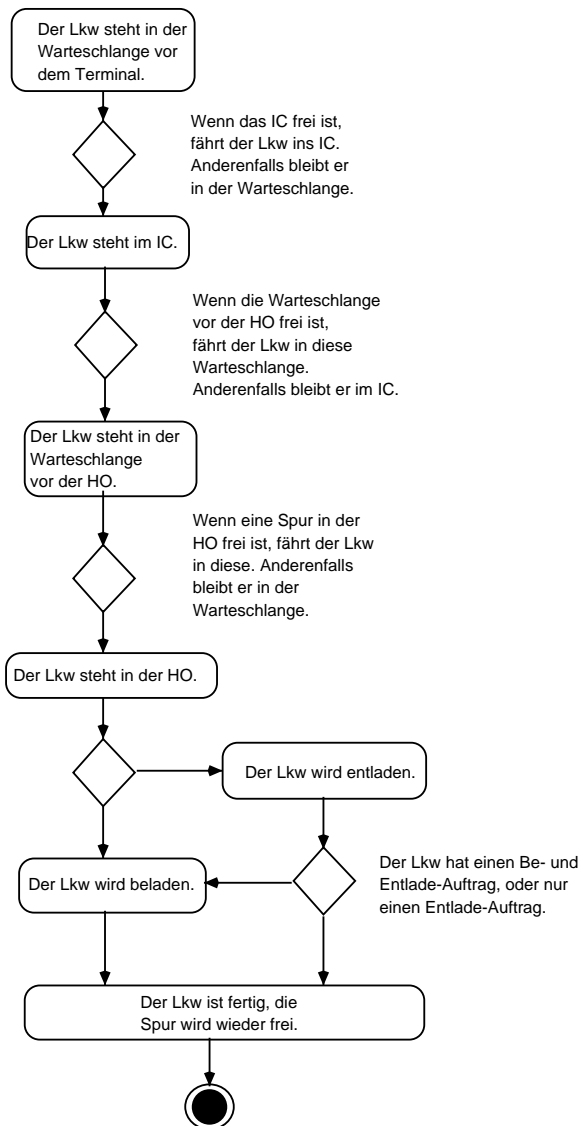 Der Lkw steht in der
Warteschlange vor
dem Terminal.
Wenn das IC frei ist,
fährt der Lkw ins IC.
Anderenfalls bleibt er
in der Warteschlange.
Der Lkw steht im IC.
Wenn die Warteschlange
vor der HO frei ist,
fährt der Lkw in diese
Warteschlange.
Anderenfalls bleibt er im IC.
Der Lkw steht in der
Warteschlange
vor der HO.
Wenn eine Spur in der
HO frei ist, fährt der Lkw
in diese. Anderenfalls
bleibt er in der
Warteschlange.
Der Lkw steht in der HO.
Der Lkw wird entladen.
Der Lkw wird beladen.
Der Lkw hat einen Be- und
Entlade-Auftrag, oder nur
einen Entlade-Auftrag.
Der Lkw ist fertig, die
Spur wird wieder frei.